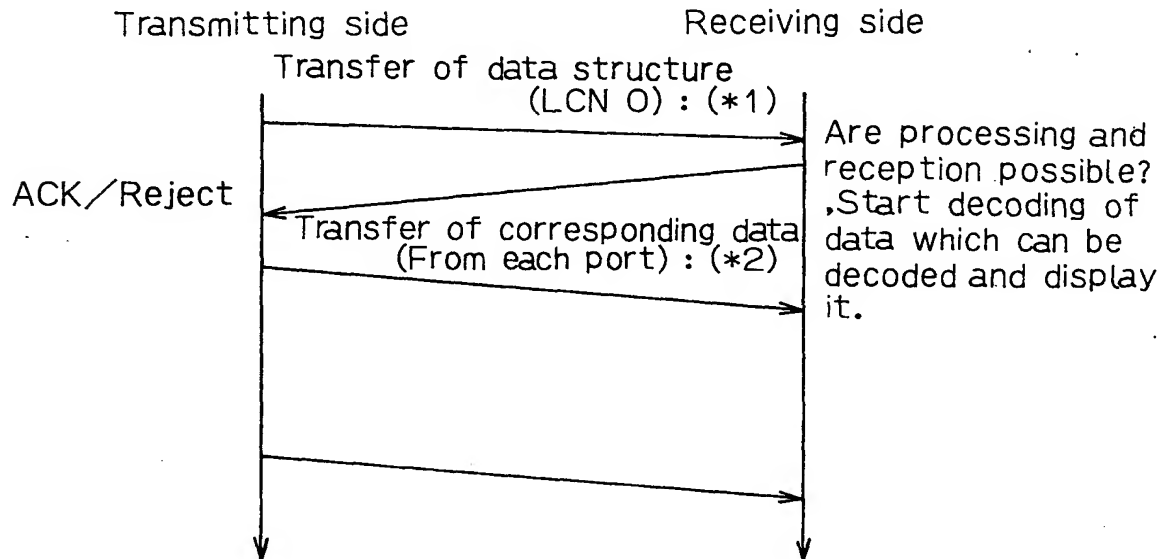 Transmitting side
Receiving side
Transfer of data structure
(LCN 0) : (*1)
Are processing and
reception possible?
,Start decoding of
data which can be
decoded and display
it.
ACK/Reject
Transfer of corresponding data
(From each port) : (*2)